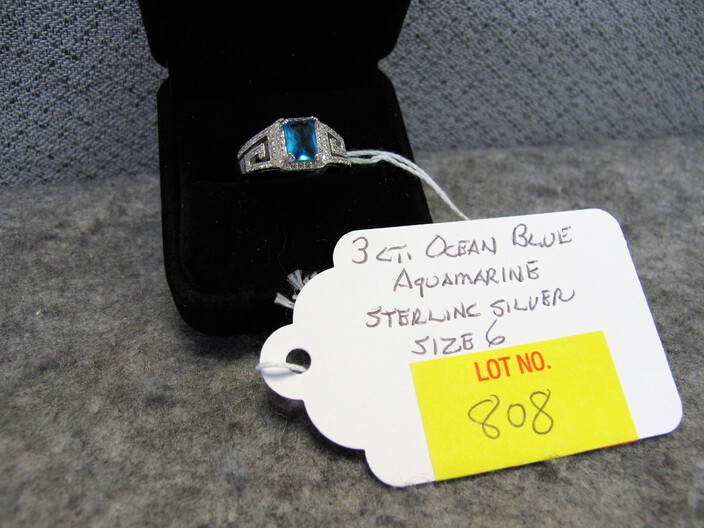 3 CT. OCEAN BLUE
AQUAMARINE
STERLING SILVER
SIZE 6
LOT NO.
808